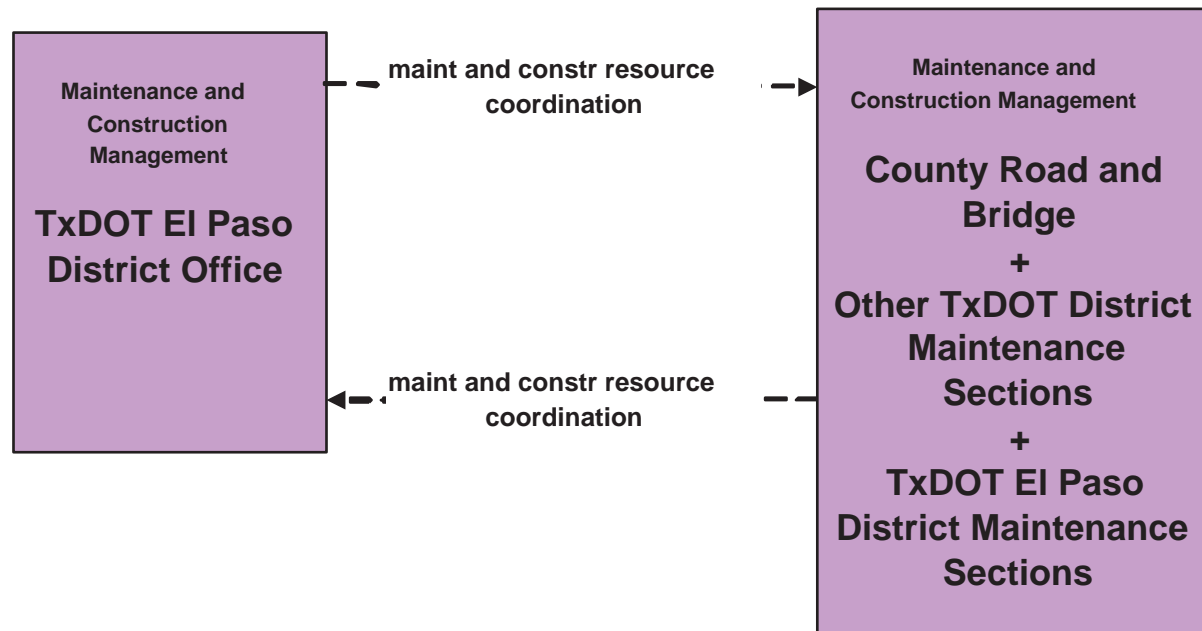 Maintenance and
Construction
Management
TxDOT El Paso
District Office
maint and constr resource
coordination
maint and constr resource
coordination
Maintenance and
Construction Management
County Road and
Bridge
+
Other TxDOT District
Maintenance
Sections
+
TxDOT El Paso
District Maintenance
Sections